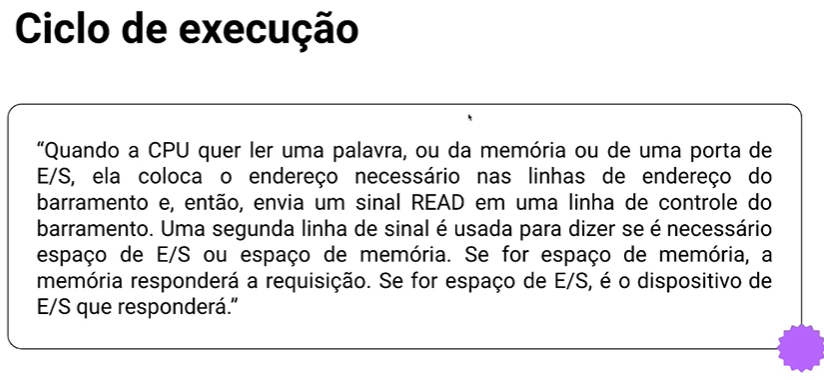 Ciclo de execução
“Quando a CPU quer ler uma palavra, ou da memória ou de uma porta de
E/S, ela coloca o endereço necessário nas linhas de endereço do
barramento e, então, envia um sinal READ em uma linha de controle do
barramento. Uma segunda linha de sinal é usada para dizer se é necessário
espaço de E/S ou espaço de memória. Se for espaço de memória, a
memória responderá a requisição. Se for espaço de E/S, é o dispositivo de
E/S que responderá.”